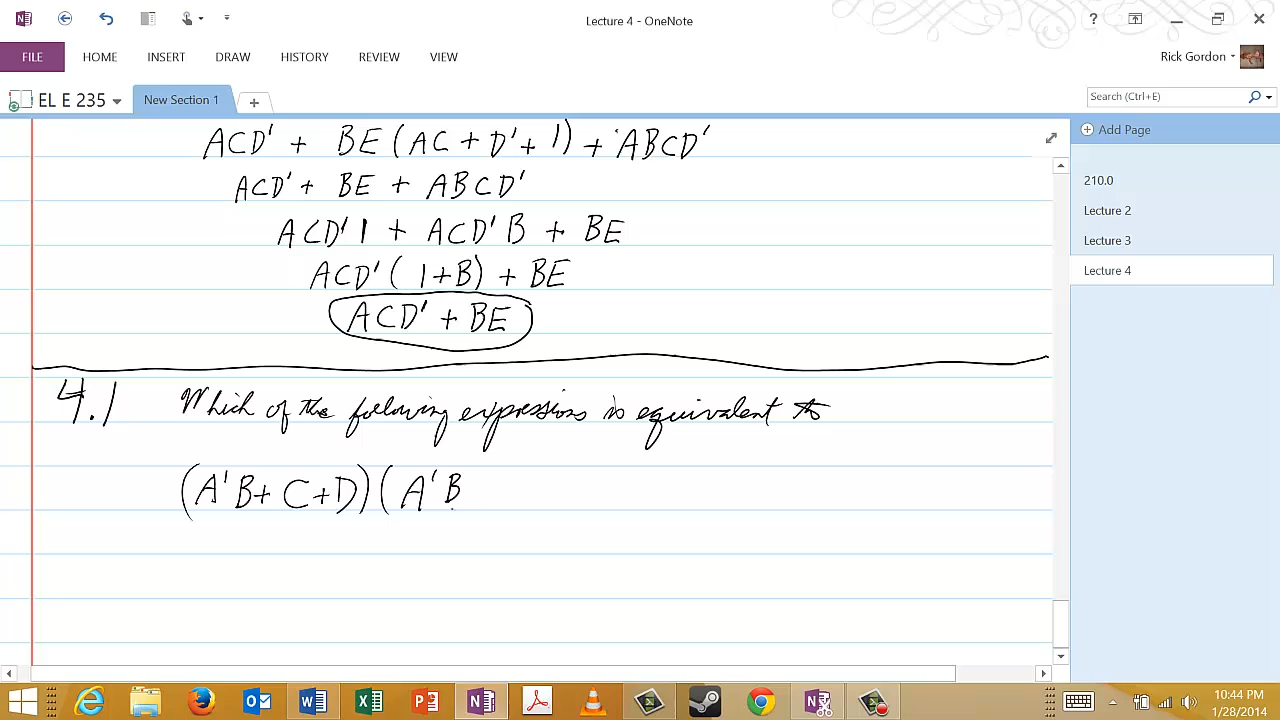 Lecture 4 - OneNote
?
FILE HOME INSERT DRAW HISTORY REVIEW VIEW
Rick Gordon
EL E 235
New Section 1
+
Search (Ctrl+E)
Add Page
210.0
Lecture 2
Lecture 3
Lecture 4
ACD' + BE (AC + D' + 1) + ABCD'
ACD' + BE + ABCD'
ACD' 1 + ACD' B + BE
ACD' ( 1+B) + BE
ACD' + BE
4.1 Which of the following expressions is equivalent to
(A'B + C + D) ( A' B
10:44 PM
1/28/2014